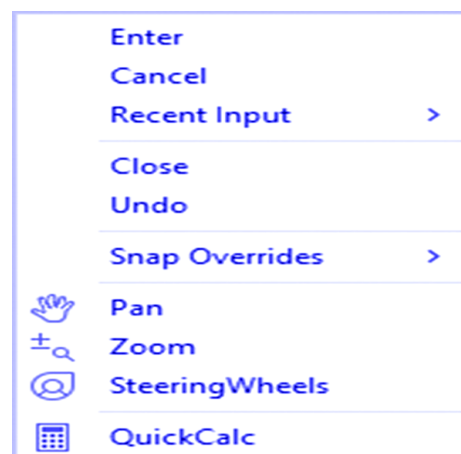 Enter
Cancel
Recent Input >
Close
Undo
Snap Overrides >
Pan
Zoom
SteeringWheels
QuickCalc